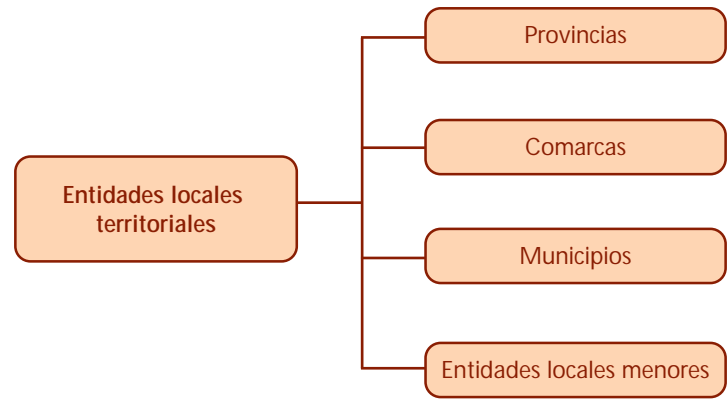 Provincias
Comarcas
Entidades locales
territoriales
Municipios
Entidades locales menores